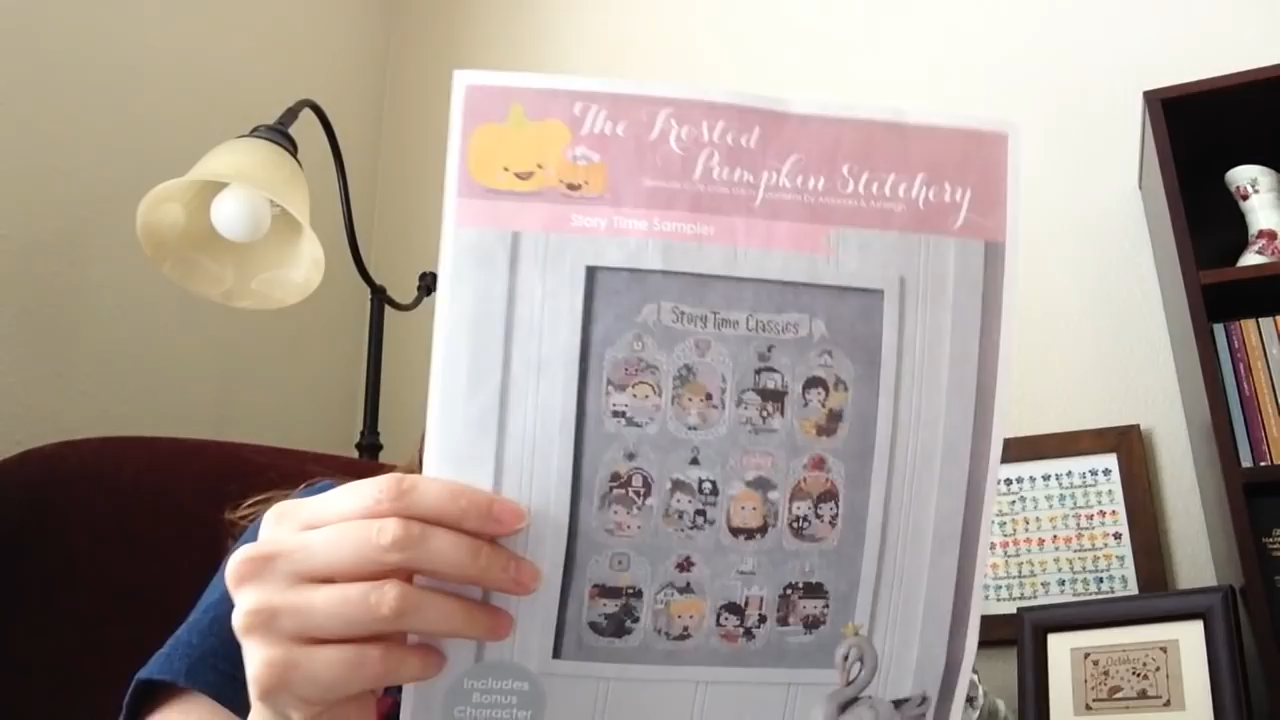 The Frosted
Pumpkin Stitchery
Story Time Sampler
Story Time Classics
Includes
Bonus
Character
October